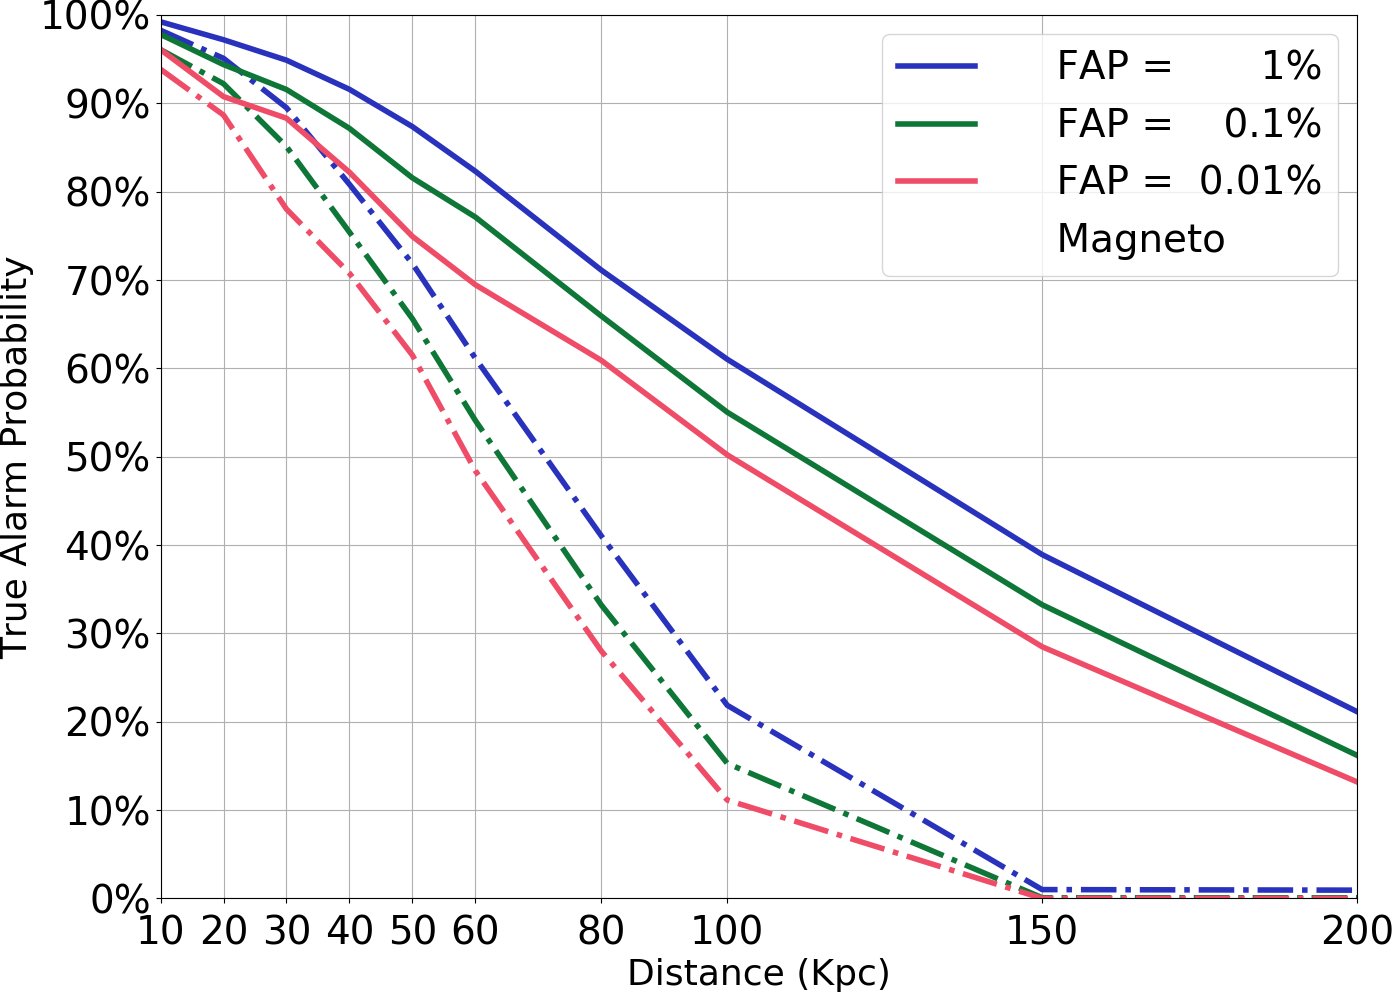 100%
90%
80%
70%
60%
50%
40%
30%
20%
10%
0%
True Alarm Probability
FAP = 1%
FAP = 0.1%
FAP = 0.01%
Magneto
10 20 30 40 50 60 80 100 150 200
Distance (Kpc)